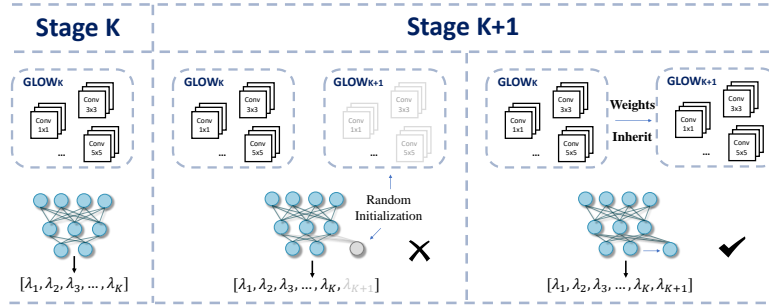 Stage K
Stage K+1
GLOWK
Conv
3x3
Conv
1x1
Conv
5x5
...
[λ1, λ2, λ3, ..., λK]
GLOWK
Conv
3x3
Conv
1x1
Conv
5x5
...
GLOWK+1
Conv
3x3
Conv
1x1
Conv
5x5
...
Random
Initialization
[λ1, λ2, λ3, ..., λK, λK+1]
GLOWK
Conv
3x3
Conv
1x1
Conv
5x5
...
Weights
Inherit
GLOWK+1
Conv
3x3
Conv
1x1
Conv
5x5
...
[λ1, λ2, λ3, ..., λK, λK+1]